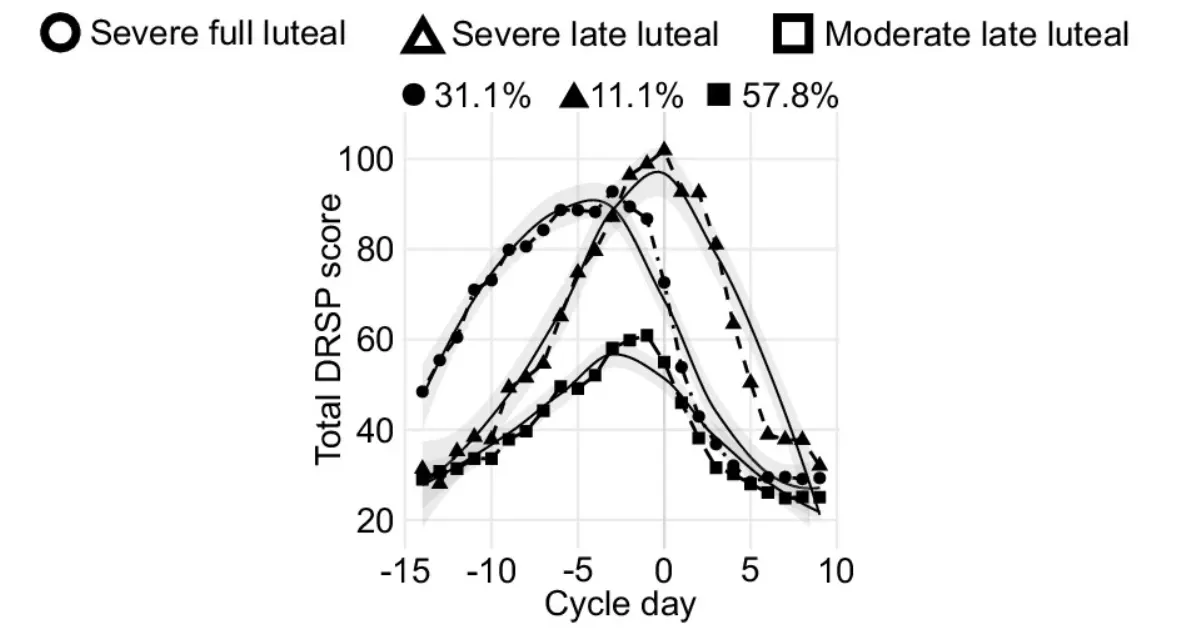 Severe full luteal Severe late luteal Moderate late luteal
31.1% 11.1% 57.8%
Total DRSP score
100
80
60
40
20
-15 -10 -5 0 5 10
Cycle day